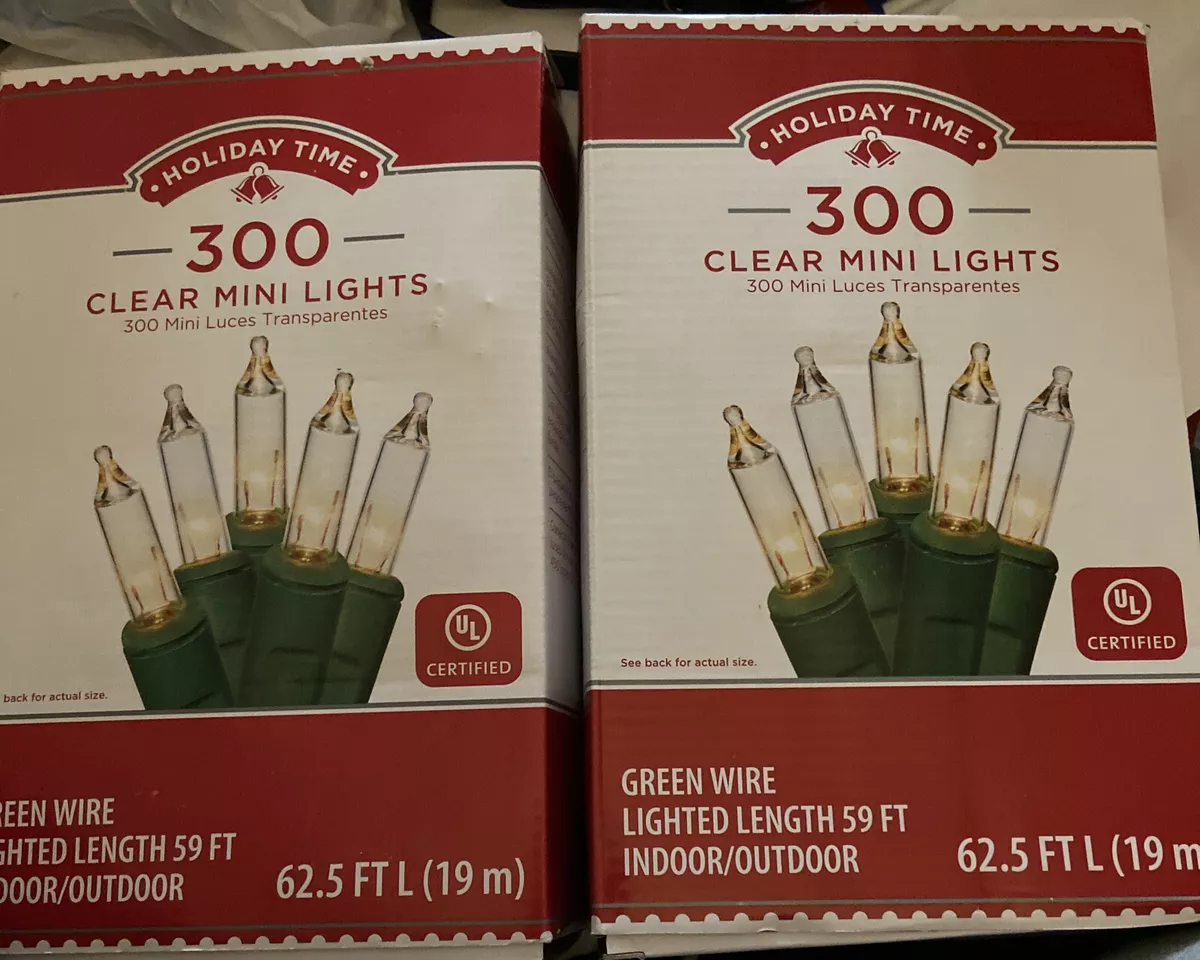 HOLIDAY TIME
300
CLEAR MINI LIGHTS
300 Mini Luces Transparentes
UL
CERTIFIED
back for actual size.
REEN WIRE
GHTED LENGTH 59 FT
DOOR/OUTDOOR
62.5 FT L (19 m)
HOLIDAY TIME
300
CLEAR MINI LIGHTS
300 Mini Luces Transparentes
UL
CERTIFIED
See back for actual size.
GREEN WIRE
LIGHTED LENGTH 59 FT
INDOOR/OUTDOOR
62.5 FT L (19 m